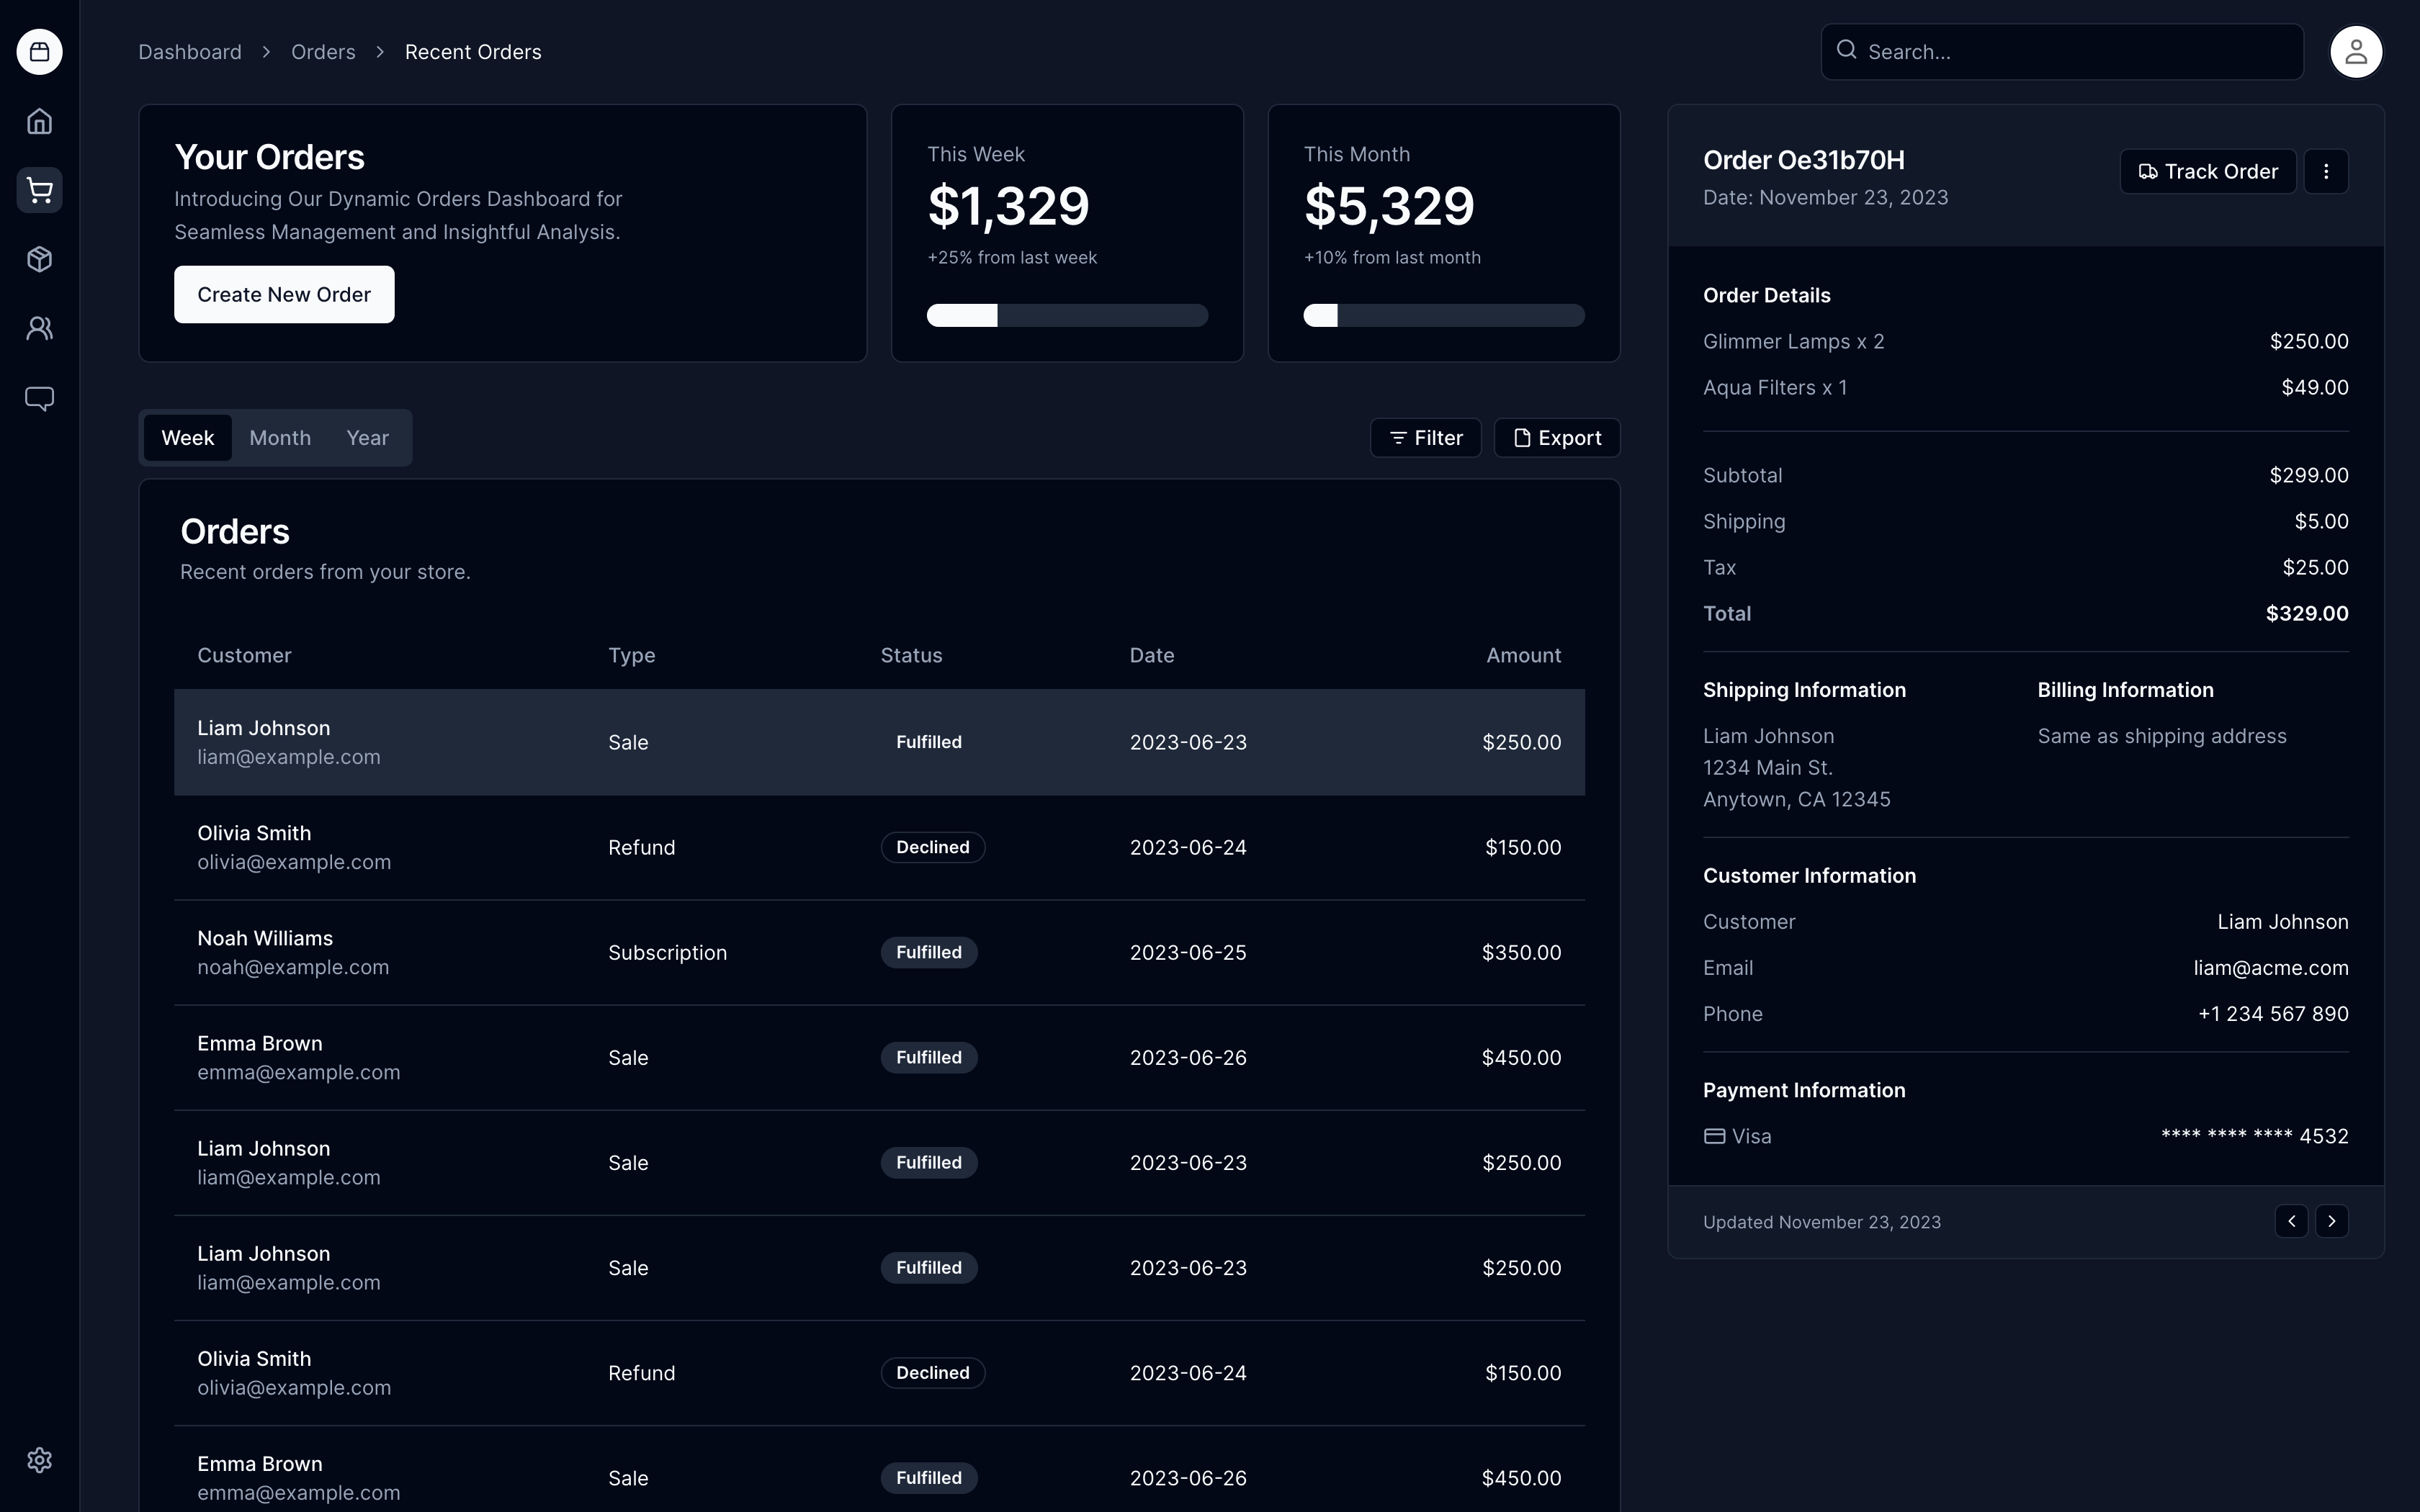 Dashboard > Orders > Recent Orders
Search...
Your Orders
Introducing Our Dynamic Orders Dashboard for
Seamless Management and Insightful Analysis.
Create New Order
This Week
$1,329
+25% from last week
This Month
$5,329
+10% from last month
Week Month Year
Filter
Export
Orders
Recent orders from your store.
Customer Type Status Date Amount
Liam Johnson
liam@example.com
Sale Fulfilled 2023-06-23 $250.00
Olivia Smith
olivia@example.com
Refund Declined 2023-06-24 $150.00
Noah Williams
noah@example.com
Subscription Fulfilled 2023-06-25 $350.00
Emma Brown
emma@example.com
Sale Fulfilled 2023-06-26 $450.00
Liam Johnson
liam@example.com
Sale Fulfilled 2023-06-23 $250.00
Liam Johnson
liam@example.com
Sale Fulfilled 2023-06-23 $250.00
Olivia Smith
olivia@example.com
Refund Declined 2023-06-24 $150.00
Emma Brown
emma@example.com
Sale Fulfilled 2023-06-26 $450.00
Order Oe31b70H
Date: November 23, 2023
Track Order
Order Details
Glimmer Lamps x 2 $250.00
Aqua Filters x 1 $49.00
Subtotal $299.00
Shipping $5.00
Tax $25.00
Total $329.00
Shipping Information
Liam Johnson
1234 Main St.
Anytown, CA 12345
Billing Information
Same as shipping address
Customer Information
Customer Liam Johnson
Email liam@acme.com
Phone +1 234 567 890
Payment Information
Visa **** **** **** 4532
Updated November 23, 2023